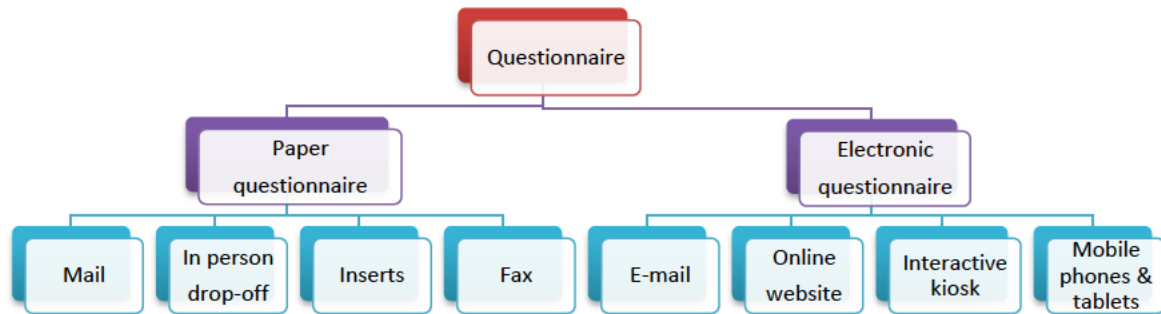 Questionnaire
Paper
questionnaire
Electronic
questionnaire
Mail
In person
drop-off
Inserts
Fax
E-mail
Online
website
Interactive
kiosk
Mobile
phones &
tablets